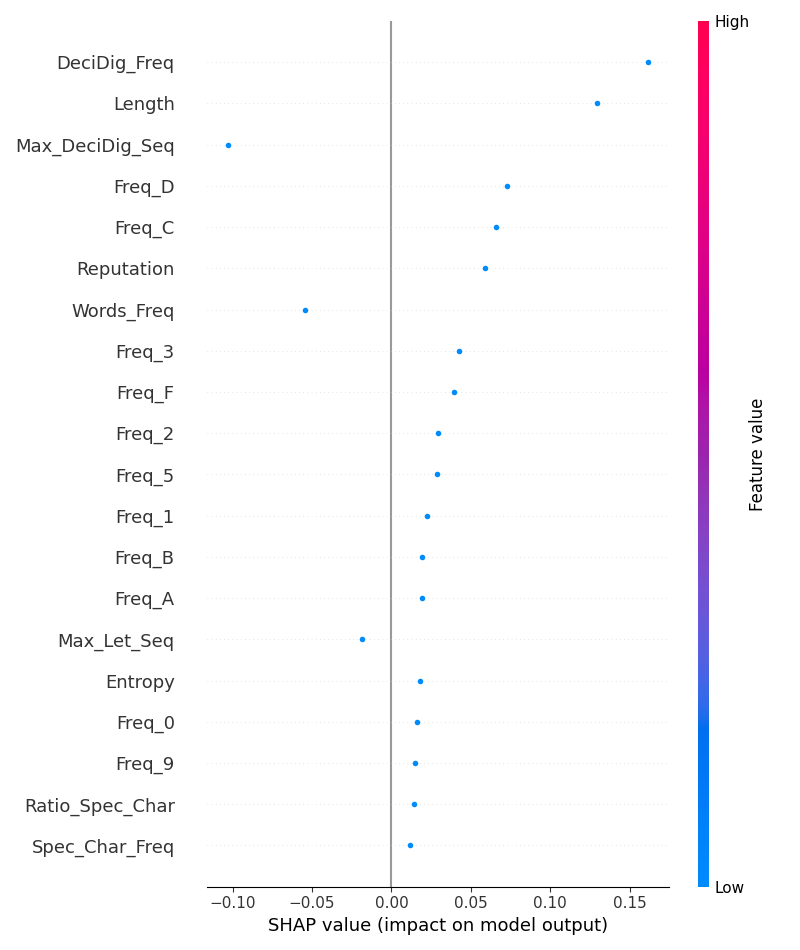 High
DeciDig_Freq
Length
Max_DeciDig_Seq
Freq_D
Freq_C
Reputation
Words_Freq
Freq_3
Freq_F
Freq_2
Freq_5
Freq_1
Freq_B
Freq_A
Max_Let_Seq
Entropy
Freq_0
Freq_9
Ratio_Spec_Char
Spec_Char_Freq
Feature value
Low
−0.10 −0.05 0.00 0.05 0.10 0.15
SHAP value (impact on model output)